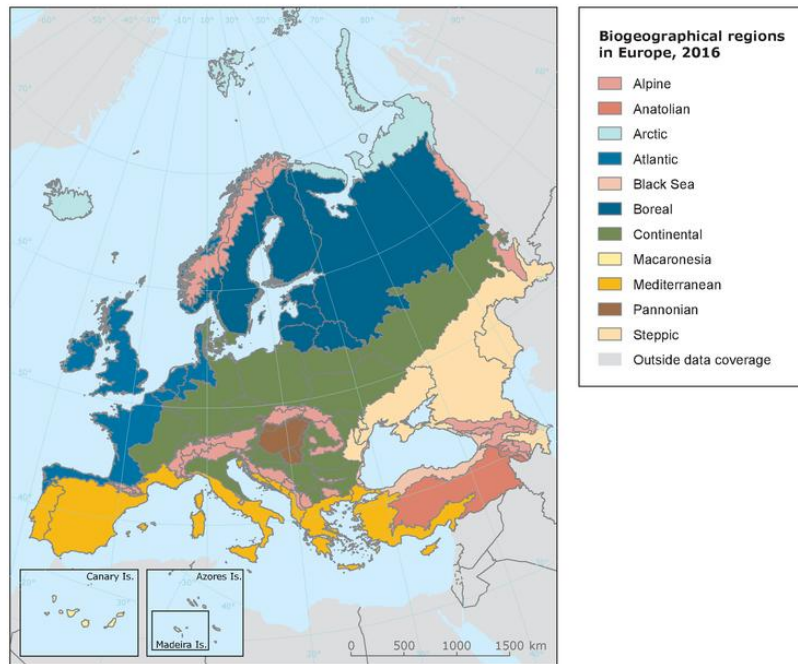 Biogeographical regions
in Europe, 2016
Alpine
Anatolian
Arctic
Atlantic
Black Sea
Boreal
Continental
Macaronesia
Mediterranean
Pannonian
Steppic
Outside data coverage
Canary Is.
Azores Is.
Madeira Is.
0 500 1000 1500 km